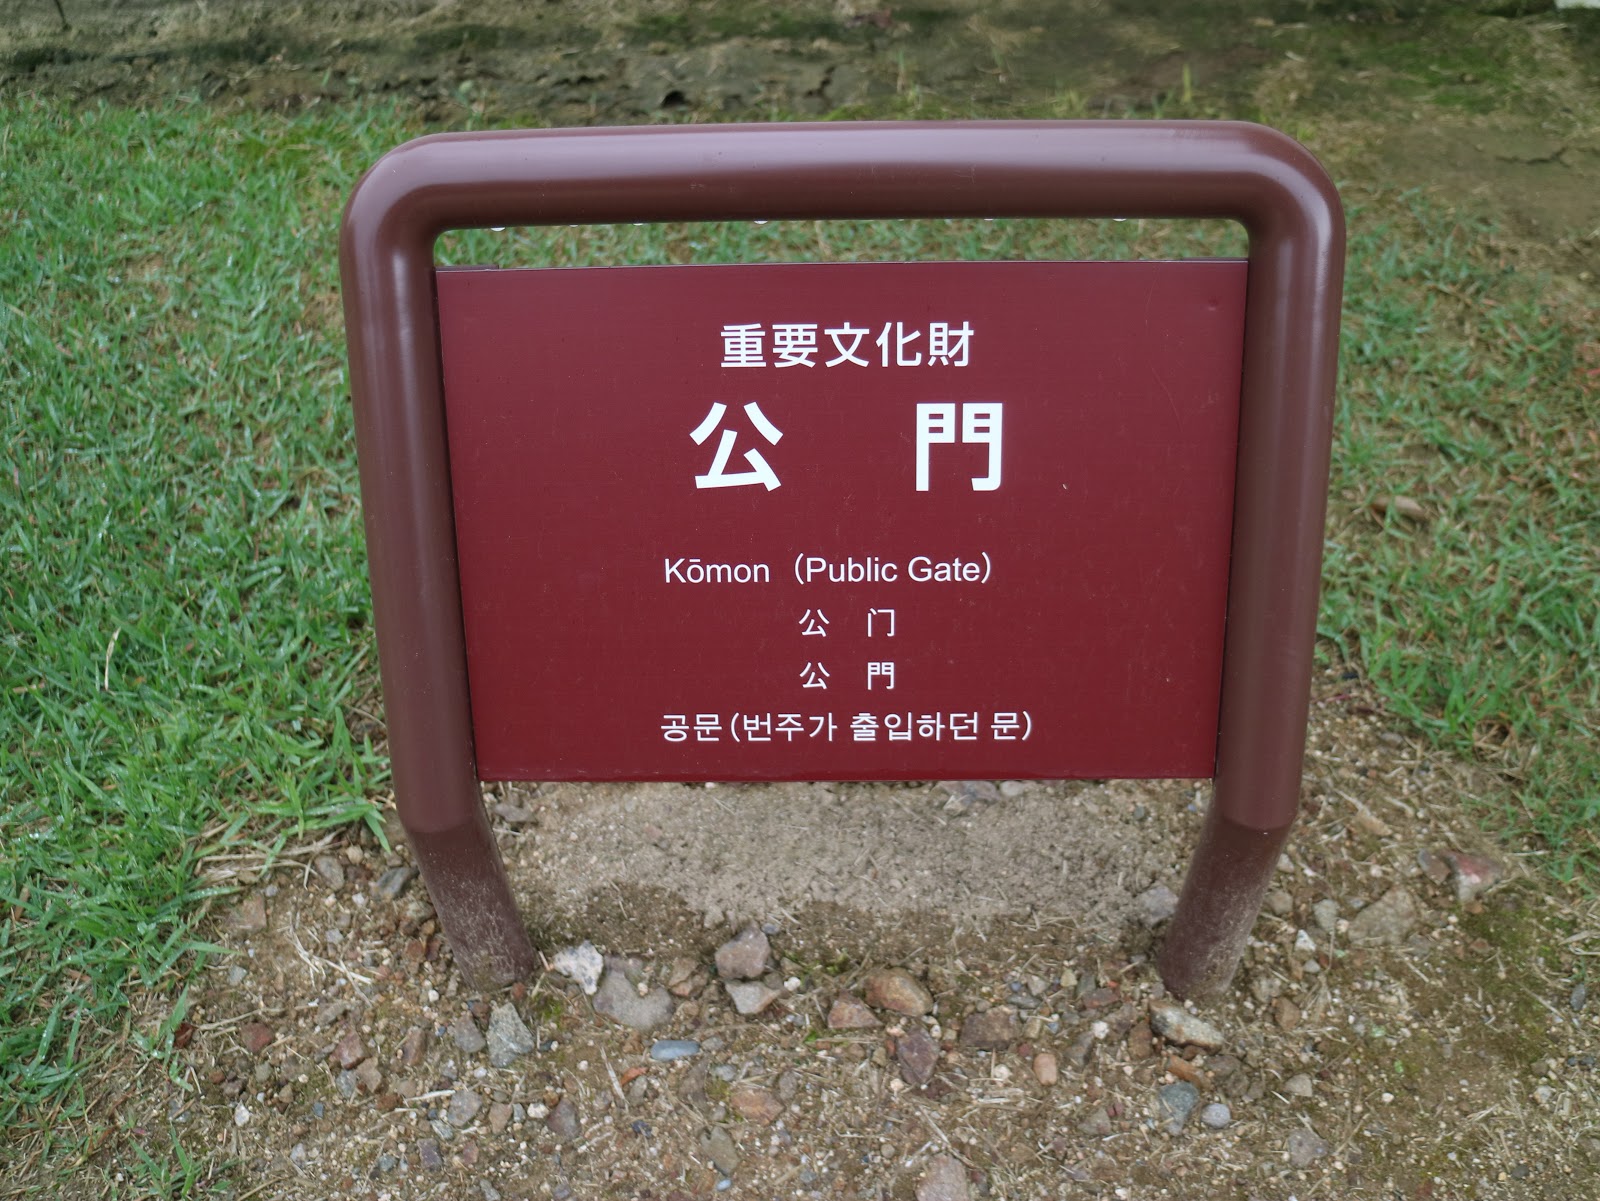 重要文化財
公　門
Kōmon（Public Gate）
公　门
公　門
공문(번주가 출입하던 문)